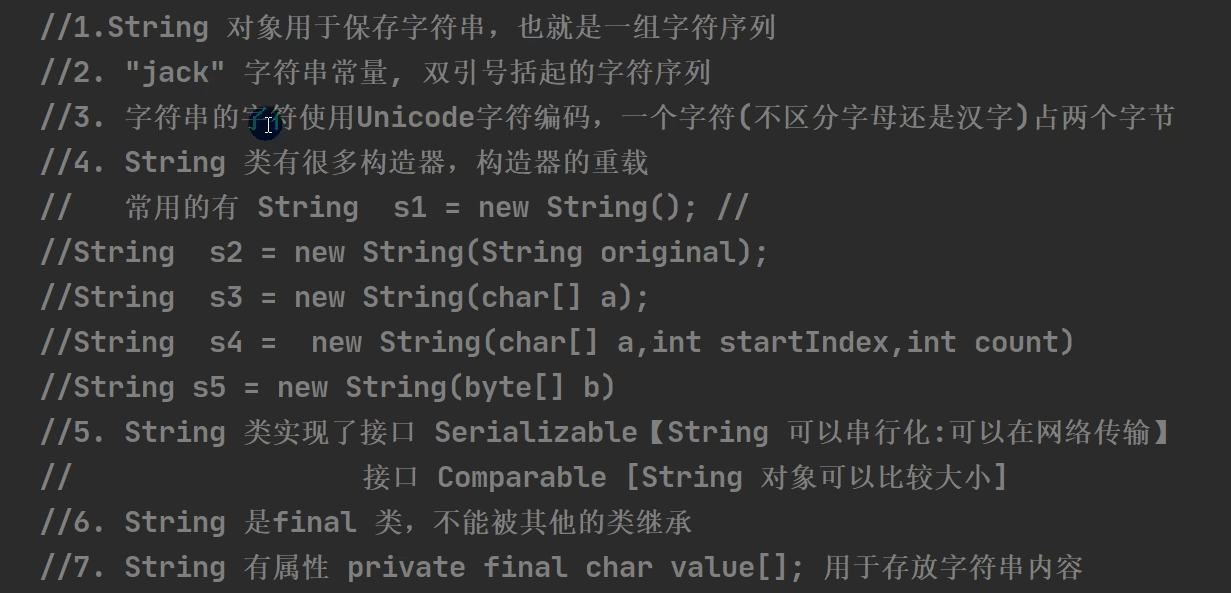 //1.String 对象用于保存字符串，也就是一组字符序列
//2. "jack" 字符串常量, 双引号括起的字符序列
//3. 字符串的字符使用Unicode字符编码，一个字符(不区分字母还是汉字)占两个字节
//4. String 类有很多构造器，构造器的重载
//   常用的有 String  s1 = new String(); //
//String  s2 = new String(String original);
//String  s3 = new String(char[] a);
//String  s4 =  new String(char[] a,int startIndex,int count)
//String s5 = new String(byte[] b)
//5. String 类实现了接口 Serializable【String 可以串行化:可以在网络传输】
//                 接口 Comparable [String 对象可以比较大小]
//6. String 是final 类，不能被其他的类继承
//7. String 有属性 private final char value[]; 用于存放字符串内容